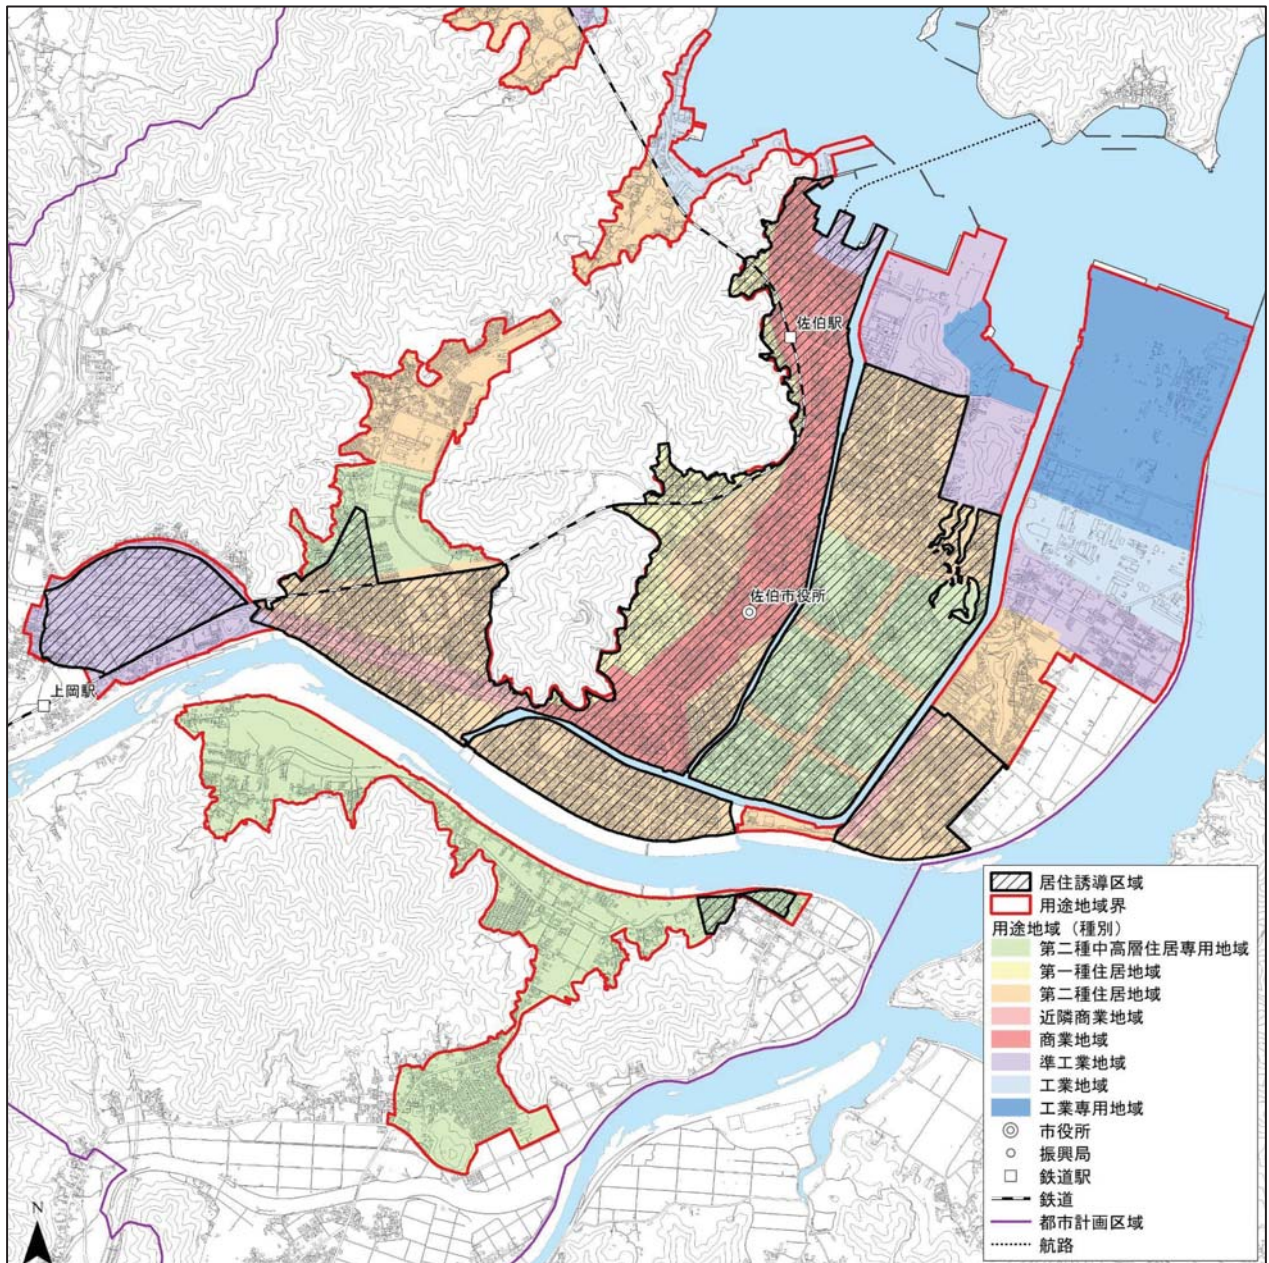 佐伯駅
佐伯市役所
上岡駅
居住誘導区域
用途地域界
用途地域（種別）
第二種中高層住居専用地域
第一種住居地域
第二種住居地域
近隣商業地域
商業地域
準工業地域
工業地域
工業専用地域
市役所
振興局
鉄道駅
鉄道
都市計画区域
航路
N